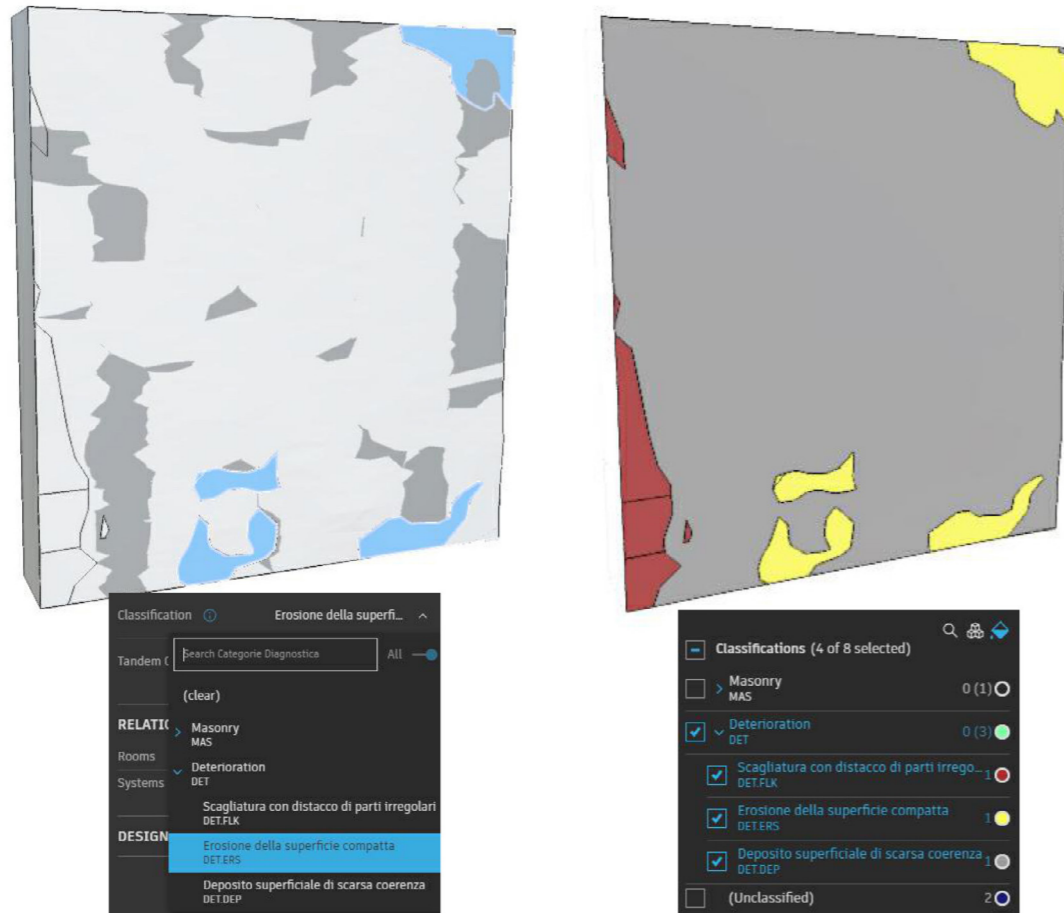 Classification Erosione della superfi...
Tandem C
Search Categorie Diagnostica All
(clear)
RELATIO
Masonry
MAS
Rooms
Deterioration
DET
Systems
Scagliatura con distacco di parti irregolari
DET.FLK
DESIGN
Erosione della superficie compatta
DET.ERS
Deposito superficiale di scarsa coerenza
DET.DEP
Classifications (4 of 8 selected)
Masonry 0 (1)
MAS
Deterioration 0 (3)
DET
Scagliatura con distacco di parti irrego... 1
DET.FLK
Erosione della superficie compatta 1
DET.ERS
Deposito superficiale di scarsa coerenza 1
DET.DEP
(Unclassified) 2